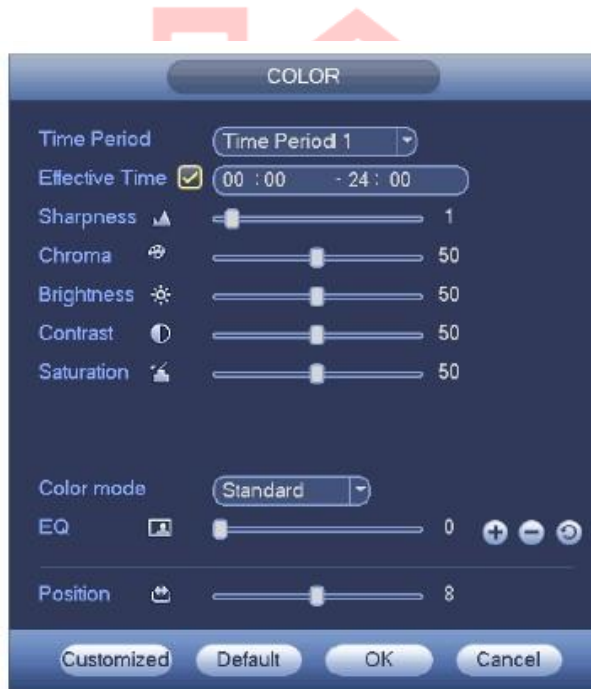 COLOR
Time Period Time Period 1
Effective Time 00 : 00 - 24 : 00
Sharpness 1
Chroma 50
Brightness 50
Contrast 50
Saturation 50
Color mode Standard
EQ 0
Position 8
Customized Default OK Cancel